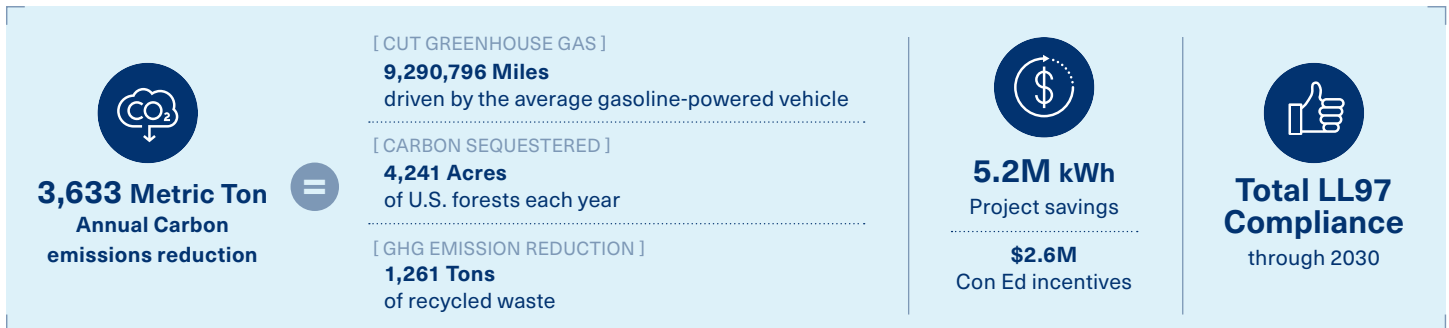 CO2
3,633 Metric Ton
Annual Carbon
emissions reduction
=
[ CUT GREENHOUSE GAS ]
9,290,796 Miles
driven by the average gasoline-powered vehicle
[ CARBON SEQUESTERED ]
4,241 Acres
of U.S. forests each year
[ GHG EMISSION REDUCTION ]
1,261 Tons
of recycled waste
$
5.2M kWh
Project savings
$2.6M
Con Ed incentives
Total LL97
Compliance
through 2030